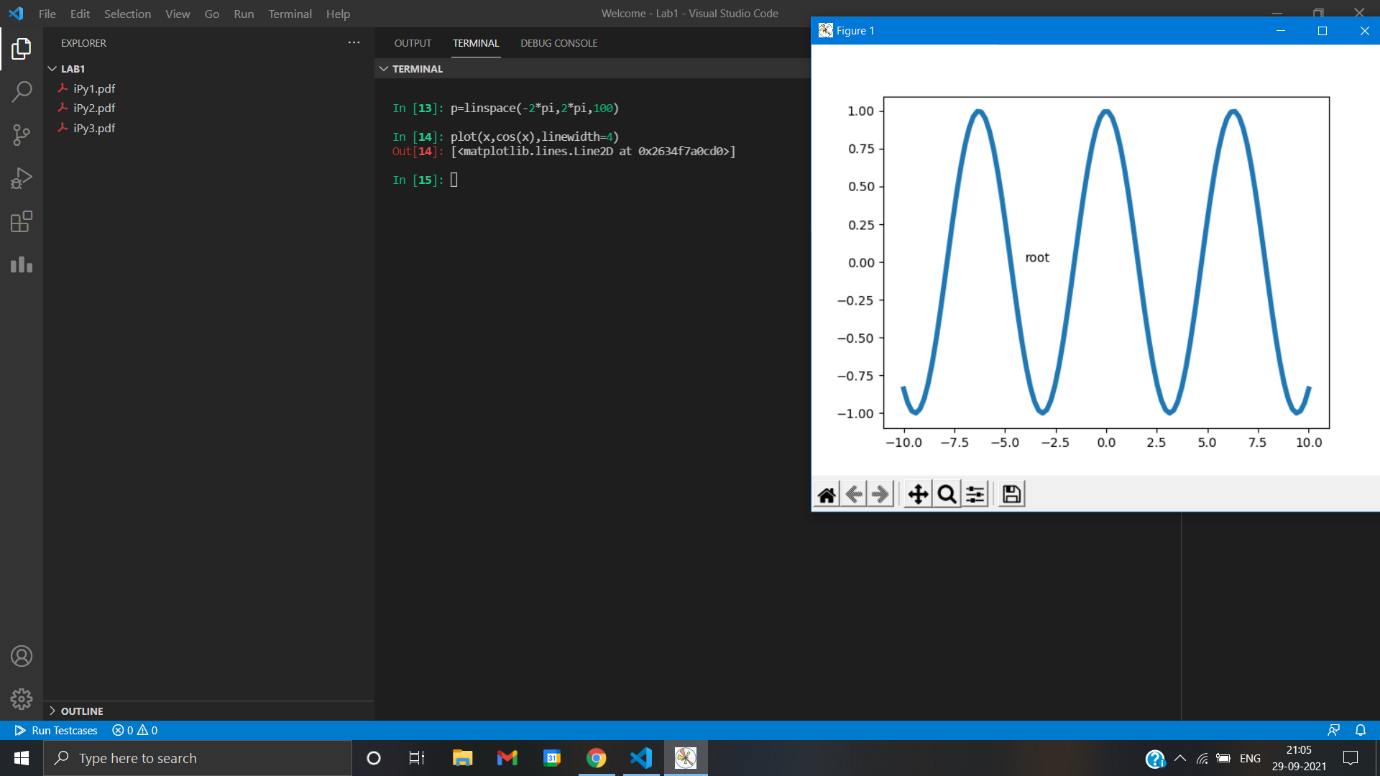 File Edit Selection View Go Run Terminal Help
Welcome - Lab1 - Visual Studio Code
EXPLORER
LAB1
iPy1.pdf
iPy2.pdf
iPy3.pdf
OUTLINE
OUTPUT TERMINAL DEBUG CONSOLE
TERMINAL
In [13]: p=linspace(-2*pi,2*pi,100)
In [14]: plot(x,cos(x),linewidth=4)
Out[14]: [<matplotlib.lines.Line2D at 0x2634f7a0cd0>]
In [15]:
Figure 1
1.00
0.75
0.50
0.25
0.00
−0.25
−0.50
−0.75
−1.00
root
−10.0 −7.5 −5.0 −2.5 0.0 2.5 5.0 7.5 10.0
Run Testcases 0 0
Type here to search
31
ENG
21:05
29-09-2021